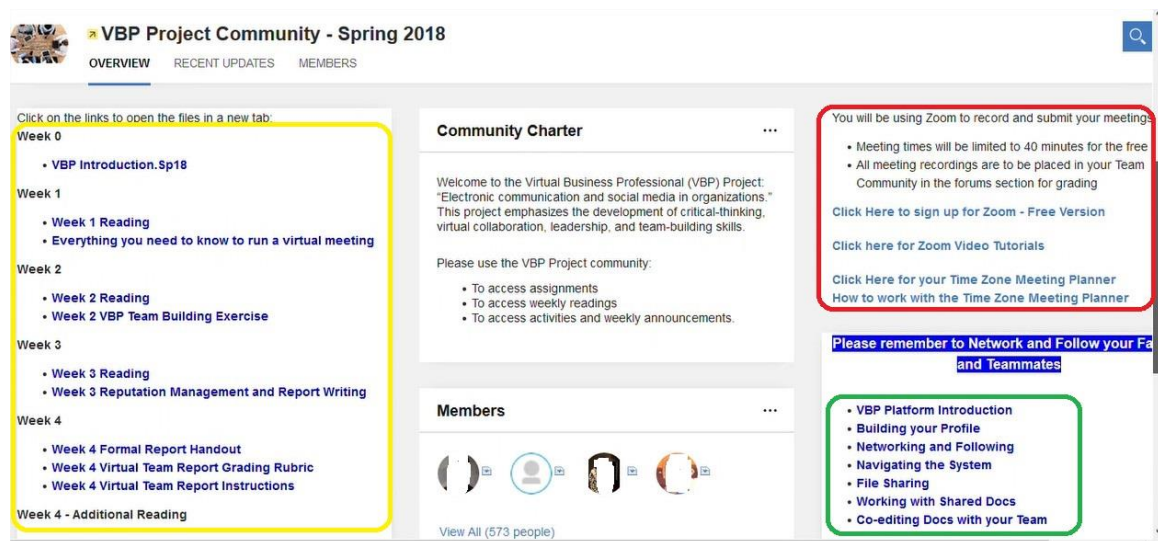 VBP Project Community - Spring 2018
OVERVIEW RECENT UPDATES MEMBERS
Click on the links to open the files in a new tab:
Week 0
• VBP Introduction.Sp18
Week 1
• Week 1 Reading
• Everything you need to know to run a virtual meeting
Week 2
• Week 2 Reading
• Week 2 VBP Team Building Exercise
Week 3
• Week 3 Reading
• Week 3 Reputation Management and Report Writing
Week 4
• Week 4 Formal Report Handout
• Week 4 Virtual Team Report Grading Rubric
• Week 4 Virtual Team Report Instructions
Week 4 - Additional Reading
Community Charter ...
Welcome to the Virtual Business Professional (VBP) Project:
“Electronic communication and social media in organizations.”
This project emphasizes the development of critical-thinking,
virtual collaboration, leadership, and team-building skills.
Please use the VBP Project community:
• To access assignments
• To access weekly readings
• To access activities and weekly announcements.
Members ...
View All (573 people)
You will be using Zoom to record and submit your meetings
• Meeting times will be limited to 40 minutes for the free
• All meeting recordings are to be placed in your Team
Community in the forums section for grading
Click Here to sign up for Zoom - Free Version
Click here for Zoom Video Tutorials
Click Here for your Time Zone Meeting Planner
How to work with the Time Zone Meeting Planner
Please remember to Network and Follow your Fa
and Teammates
• VBP Platform Introduction
• Building your Profile
• Networking and Following
• Navigating the System
• File Sharing
• Working with Shared Docs
• Co-editing Docs with your Team